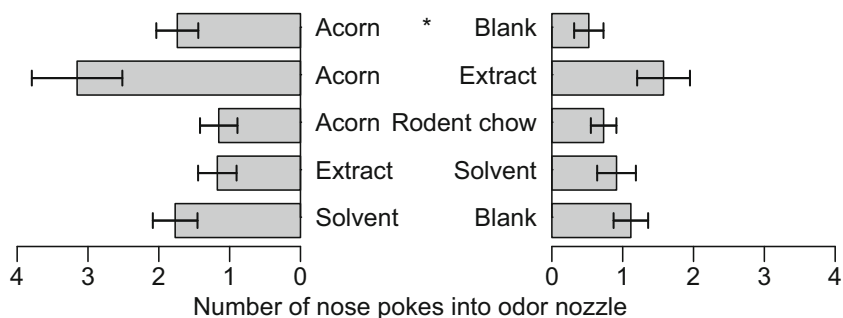 Acorn * Blank
Acorn Extract
Acorn Rodent chow
Extract Solvent
Solvent Blank
4 3 2 1 0 0 1 2 3 4
Number of nose pokes into odor nozzle